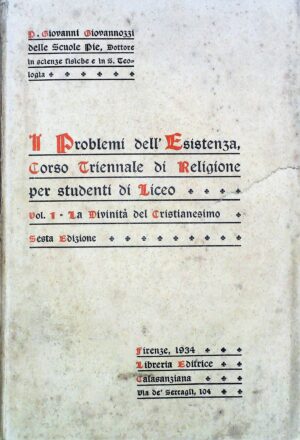 P. Giovanni Giovannozzi
delle Scuole Pie, Dottore
in scienze fisiche e in S. Teo-
logia
I Problemi dell'Esistenza,
Corso Triennale di Religione
per studenti di Liceo
Vol. 1 - La Divinità del Cristianesimo
Sesta Edizione
Firenze, 1934
Libreria Editrice
Calasanziana
Via de' Serragli, 104